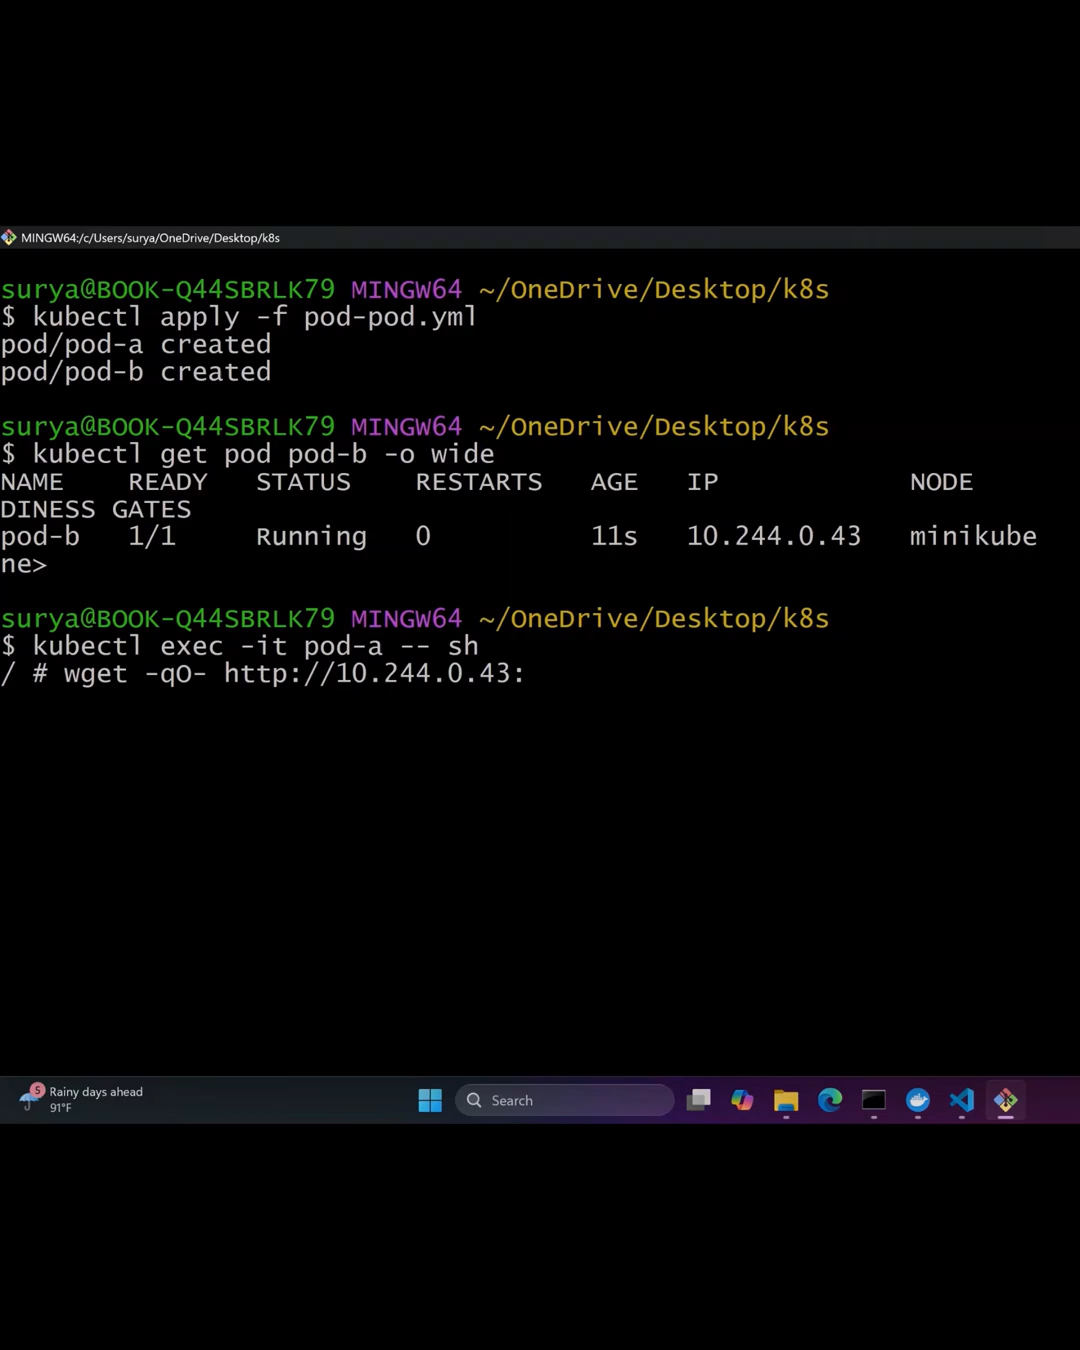 MINGW64:/c/Users/surya/OneDrive/Desktop/k8s
surya@BOOK-Q44SBRLK79 MINGW64 ~/OneDrive/Desktop/k8s
$ kubectl apply -f pod-pod.yml
pod/pod-a created
pod/pod-b created
surya@BOOK-Q44SBRLK79 MINGW64 ~/OneDrive/Desktop/k8s
$ kubectl get pod pod-b -o wide
NAME READY STATUS RESTARTS AGE IP NODE
DINESS GATES
pod-b 1/1 Running 0 11s 10.244.0.43 minikube
ne>
surya@BOOK-Q44SBRLK79 MINGW64 ~/OneDrive/Desktop/k8s
$ kubectl exec -it pod-a -- sh
/ # wget -qO- http://10.244.0.43:
5
Rainy days ahead
91°F
Search